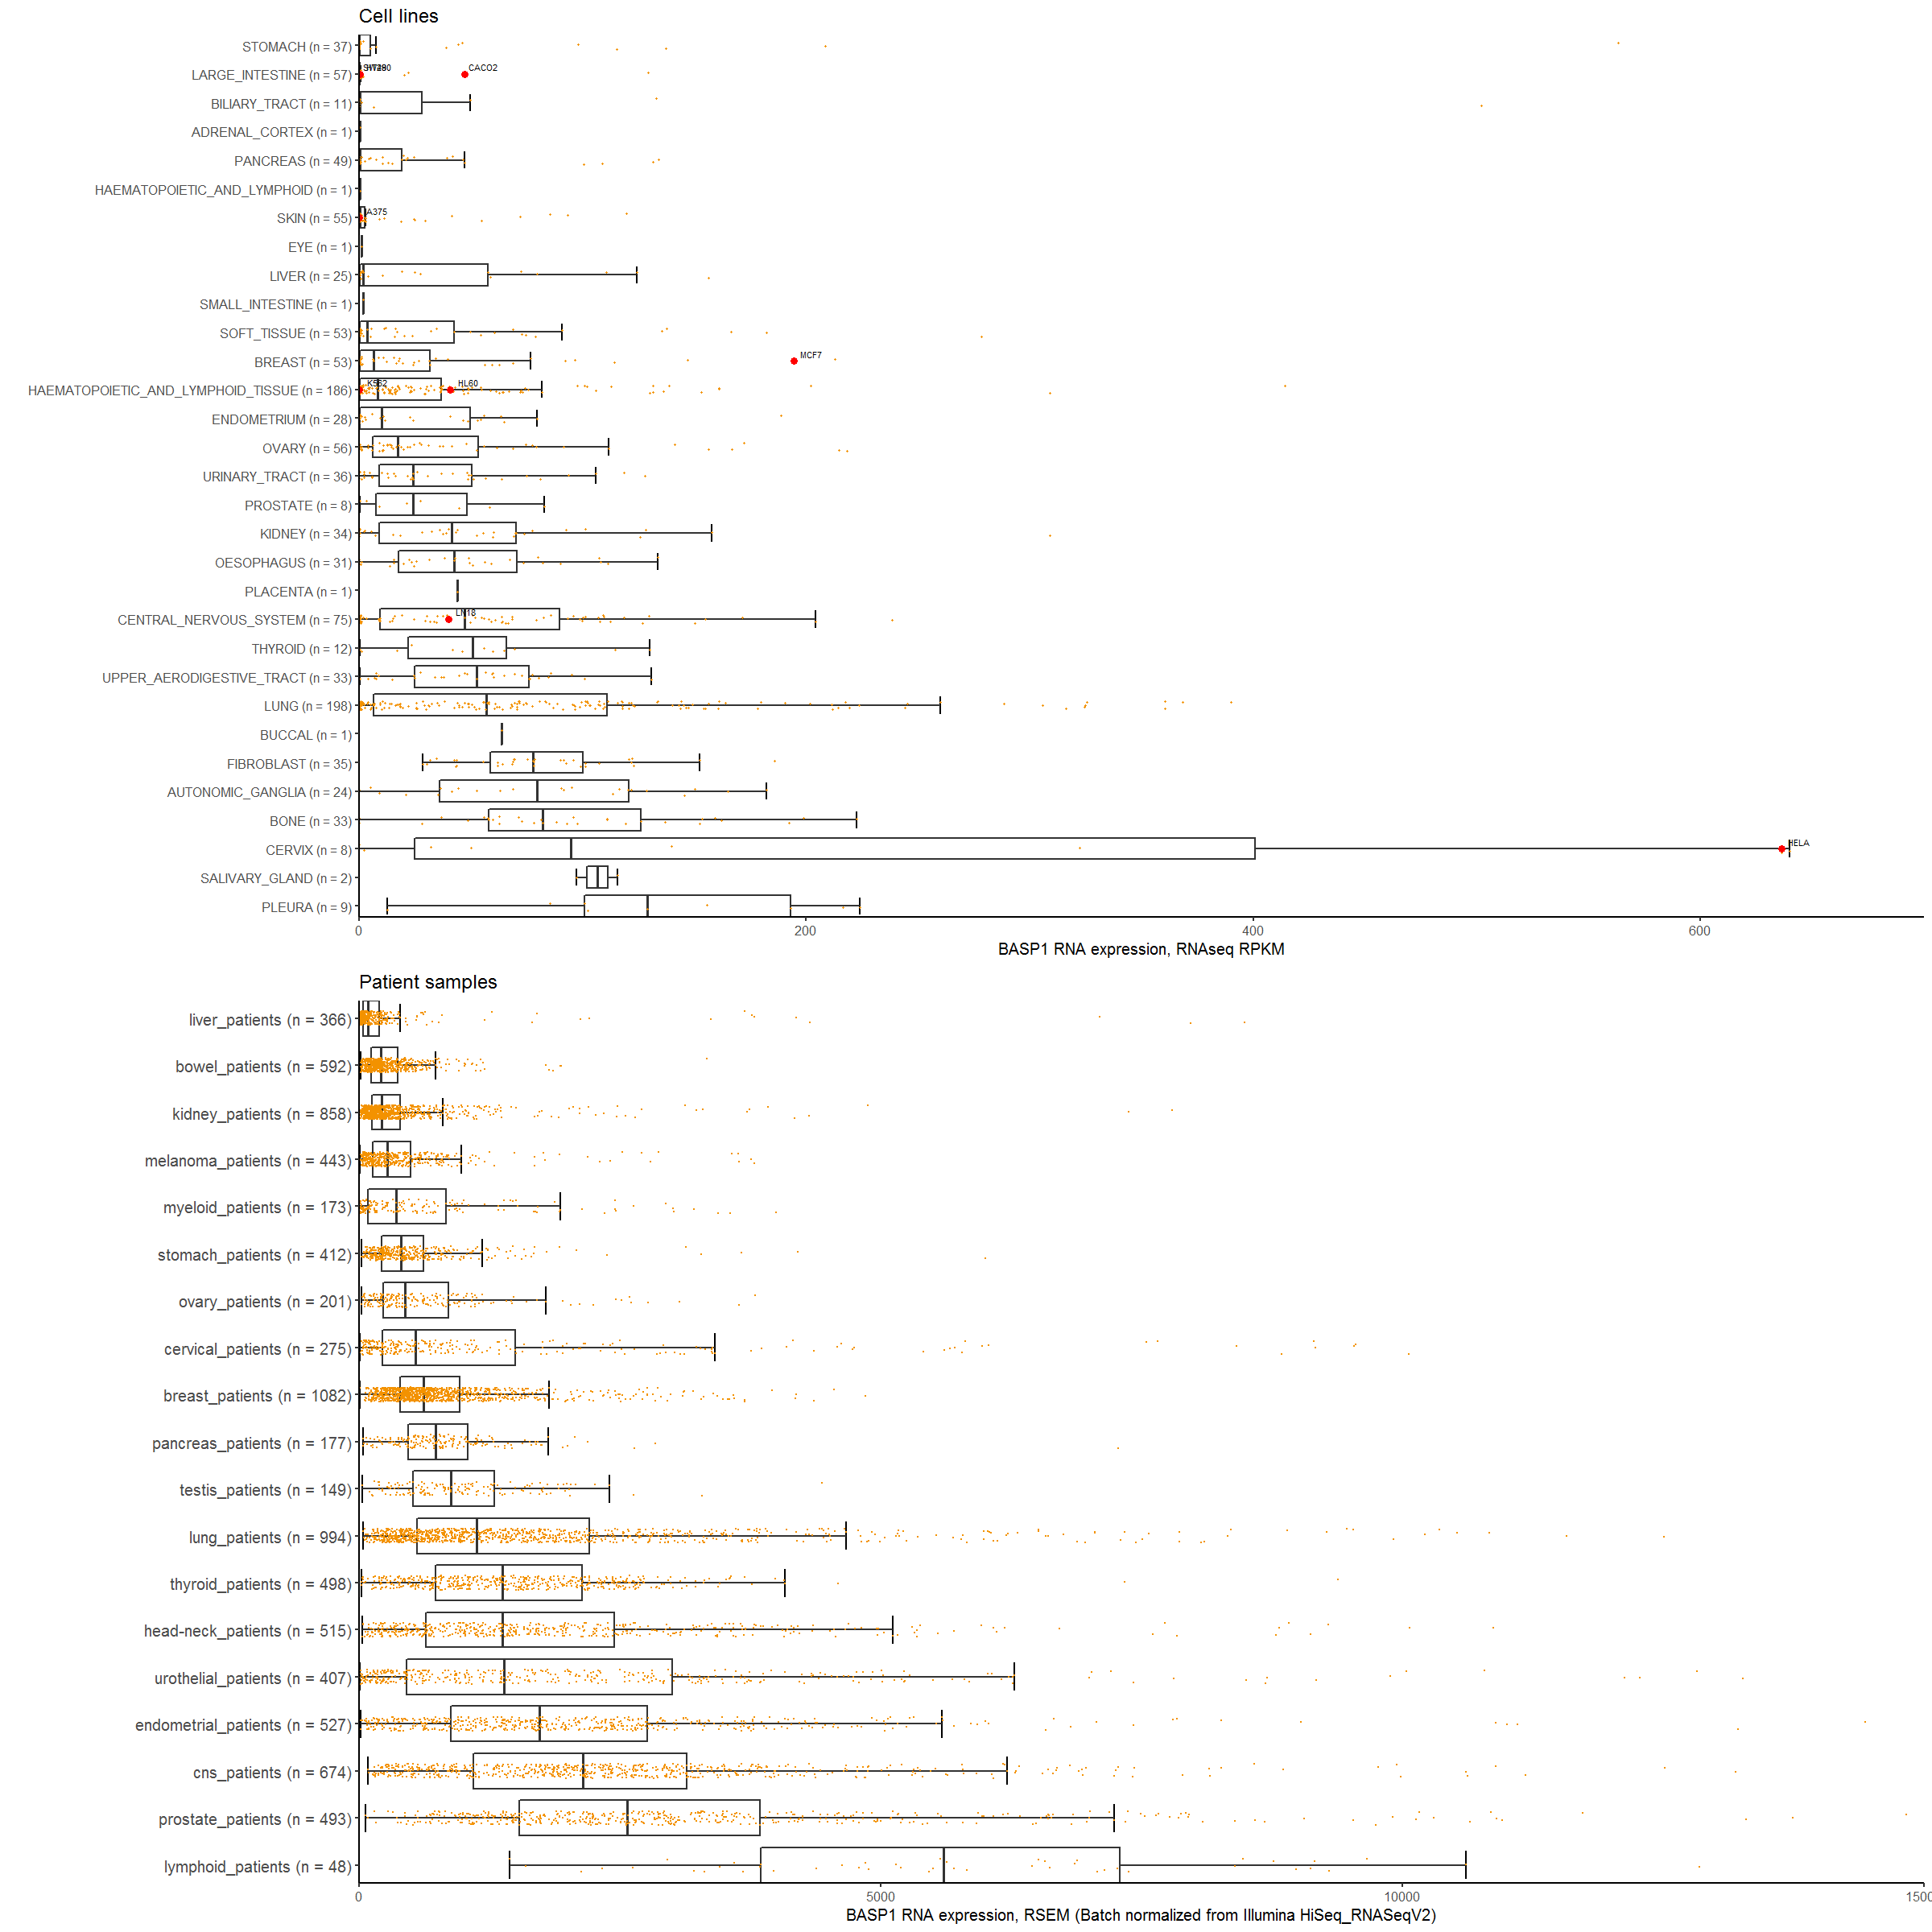 Cell lines
STOMACH (n = 37)
LARGE_INTESTINE (n = 57)
CACO2
BILIARY_TRACT (n = 11)
ADRENAL_CORTEX (n = 1)
PANCREAS (n = 49)
HAEMATOPOIETIC_AND_LYMPHOID (n = 1)
SKIN (n = 55)
A375
EYE (n = 1)
LIVER (n = 25)
SMALL_INTESTINE (n = 1)
SOFT_TISSUE (n = 53)
BREAST (n = 53)
MCF7
HAEMATOPOIETIC_AND_LYMPHOID_TISSUE (n = 186)
K562
HL60
ENDOMETRIUM (n = 28)
OVARY (n = 56)
URINARY_TRACT (n = 36)
PROSTATE (n = 8)
KIDNEY (n = 34)
OESOPHAGUS (n = 31)
PLACENTA (n = 1)
CENTRAL_NERVOUS_SYSTEM (n = 75)
LN18
THYROID (n = 12)
UPPER_AERODIGESTIVE_TRACT (n = 33)
LUNG (n = 198)
BUCCAL (n = 1)
FIBROBLAST (n = 35)
AUTONOMIC_GANGLIA (n = 24)
BONE (n = 33)
CERVIX (n = 8)
HELA
SALIVARY_GLAND (n = 2)
PLEURA (n = 9)
0 200 400 600
BASP1 RNA expression, RNAseq RPKM
Patient samples
liver_patients (n = 366)
bowel_patients (n = 592)
kidney_patients (n = 858)
melanoma_patients (n = 443)
myeloid_patients (n = 173)
stomach_patients (n = 412)
ovary_patients (n = 201)
cervical_patients (n = 275)
breast_patients (n = 1082)
pancreas_patients (n = 177)
testis_patients (n = 149)
lung_patients (n = 994)
thyroid_patients (n = 498)
head-neck_patients (n = 515)
urothelial_patients (n = 407)
endometrial_patients (n = 527)
cns_patients (n = 674)
prostate_patients (n = 493)
lymphoid_patients (n = 48)
0 5000 10000 1500
BASP1 RNA expression, RSEM (Batch normalized from Illumina HiSeq_RNASeqV2)